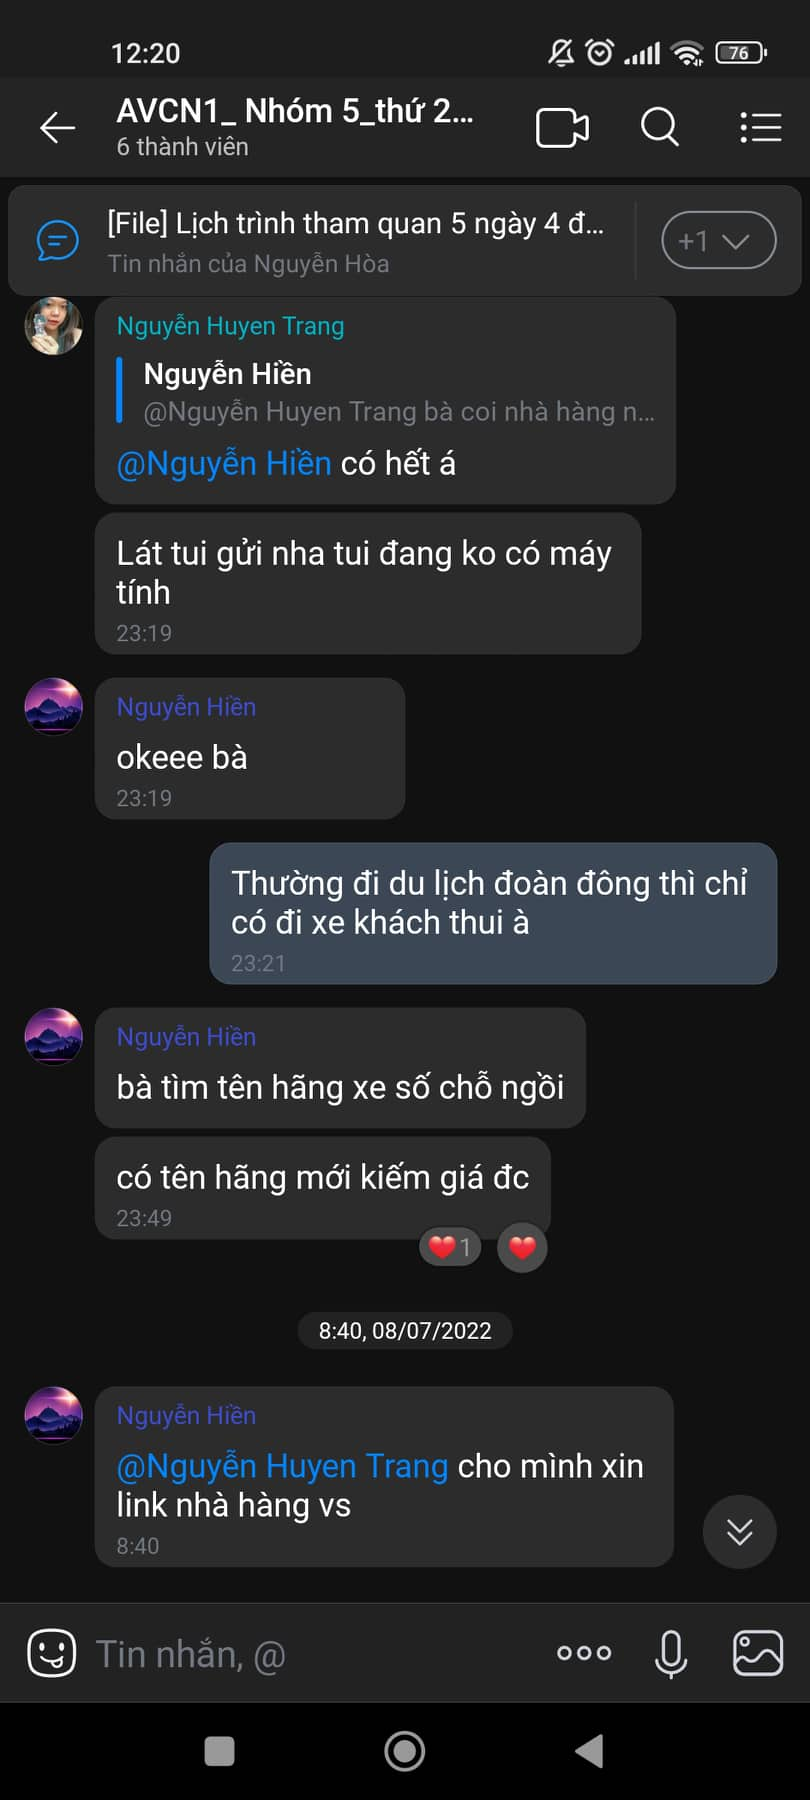 12:20
76
AVCN1_ Nhóm 5_thứ 2...
6 thành viên
[File] Lịch trình tham quan 5 ngày 4 đ...
Tin nhắn của Nguyễn Hòa
+1
Nguyễn Huyen Trang
Nguyễn Hiền
@Nguyễn Huyen Trang bà coi nhà hàng n...
@Nguyễn Hiền có hết á
Lát tui gửi nha tui đang ko có máy
tính
23:19
Nguyễn Hiền
okeee bà
23:19
Thường đi du lịch đoàn đông thì chỉ
có đi xe khách thui à
23:21
Nguyễn Hiền
bà tìm tên hãng xe số chỗ ngồi
có tên hãng mới kiếm giá đc
23:49
1
8:40, 08/07/2022
Nguyễn Hiền
@Nguyễn Huyen Trang cho mình xin
link nhà hàng vs
8:40
Tin nhắn, @